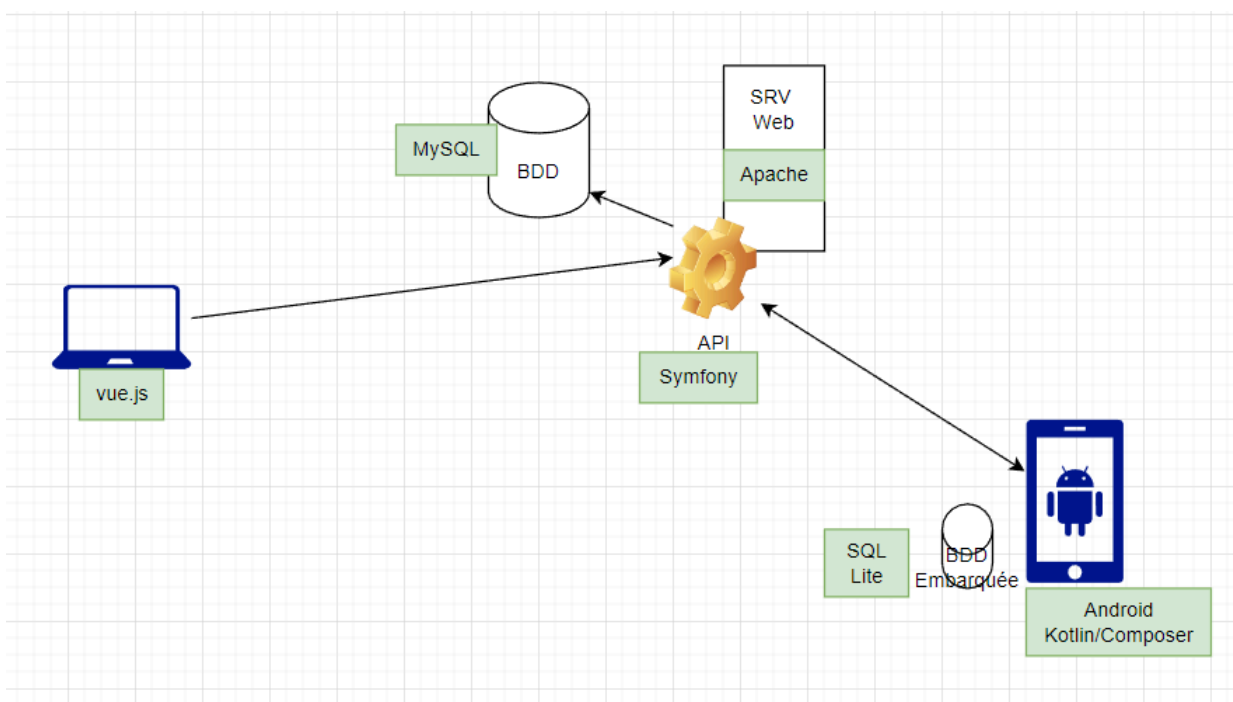 SRV
Web
MySQL
BDD
Apache
API
Symfony
vue.js
SQL
Lite
BDD
Embarquée
Android
Kotlin/Composer